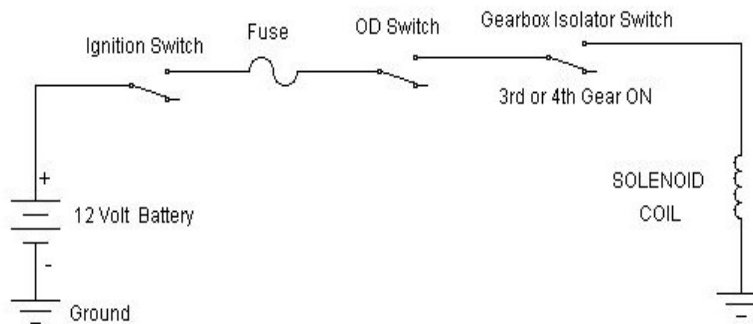 Ignition Switch
Fuse
OD Switch
Gearbox Isolator Switch
3rd or 4th Gear ON
+
12 Volt Battery
-
Ground
SOLENOID
COIL